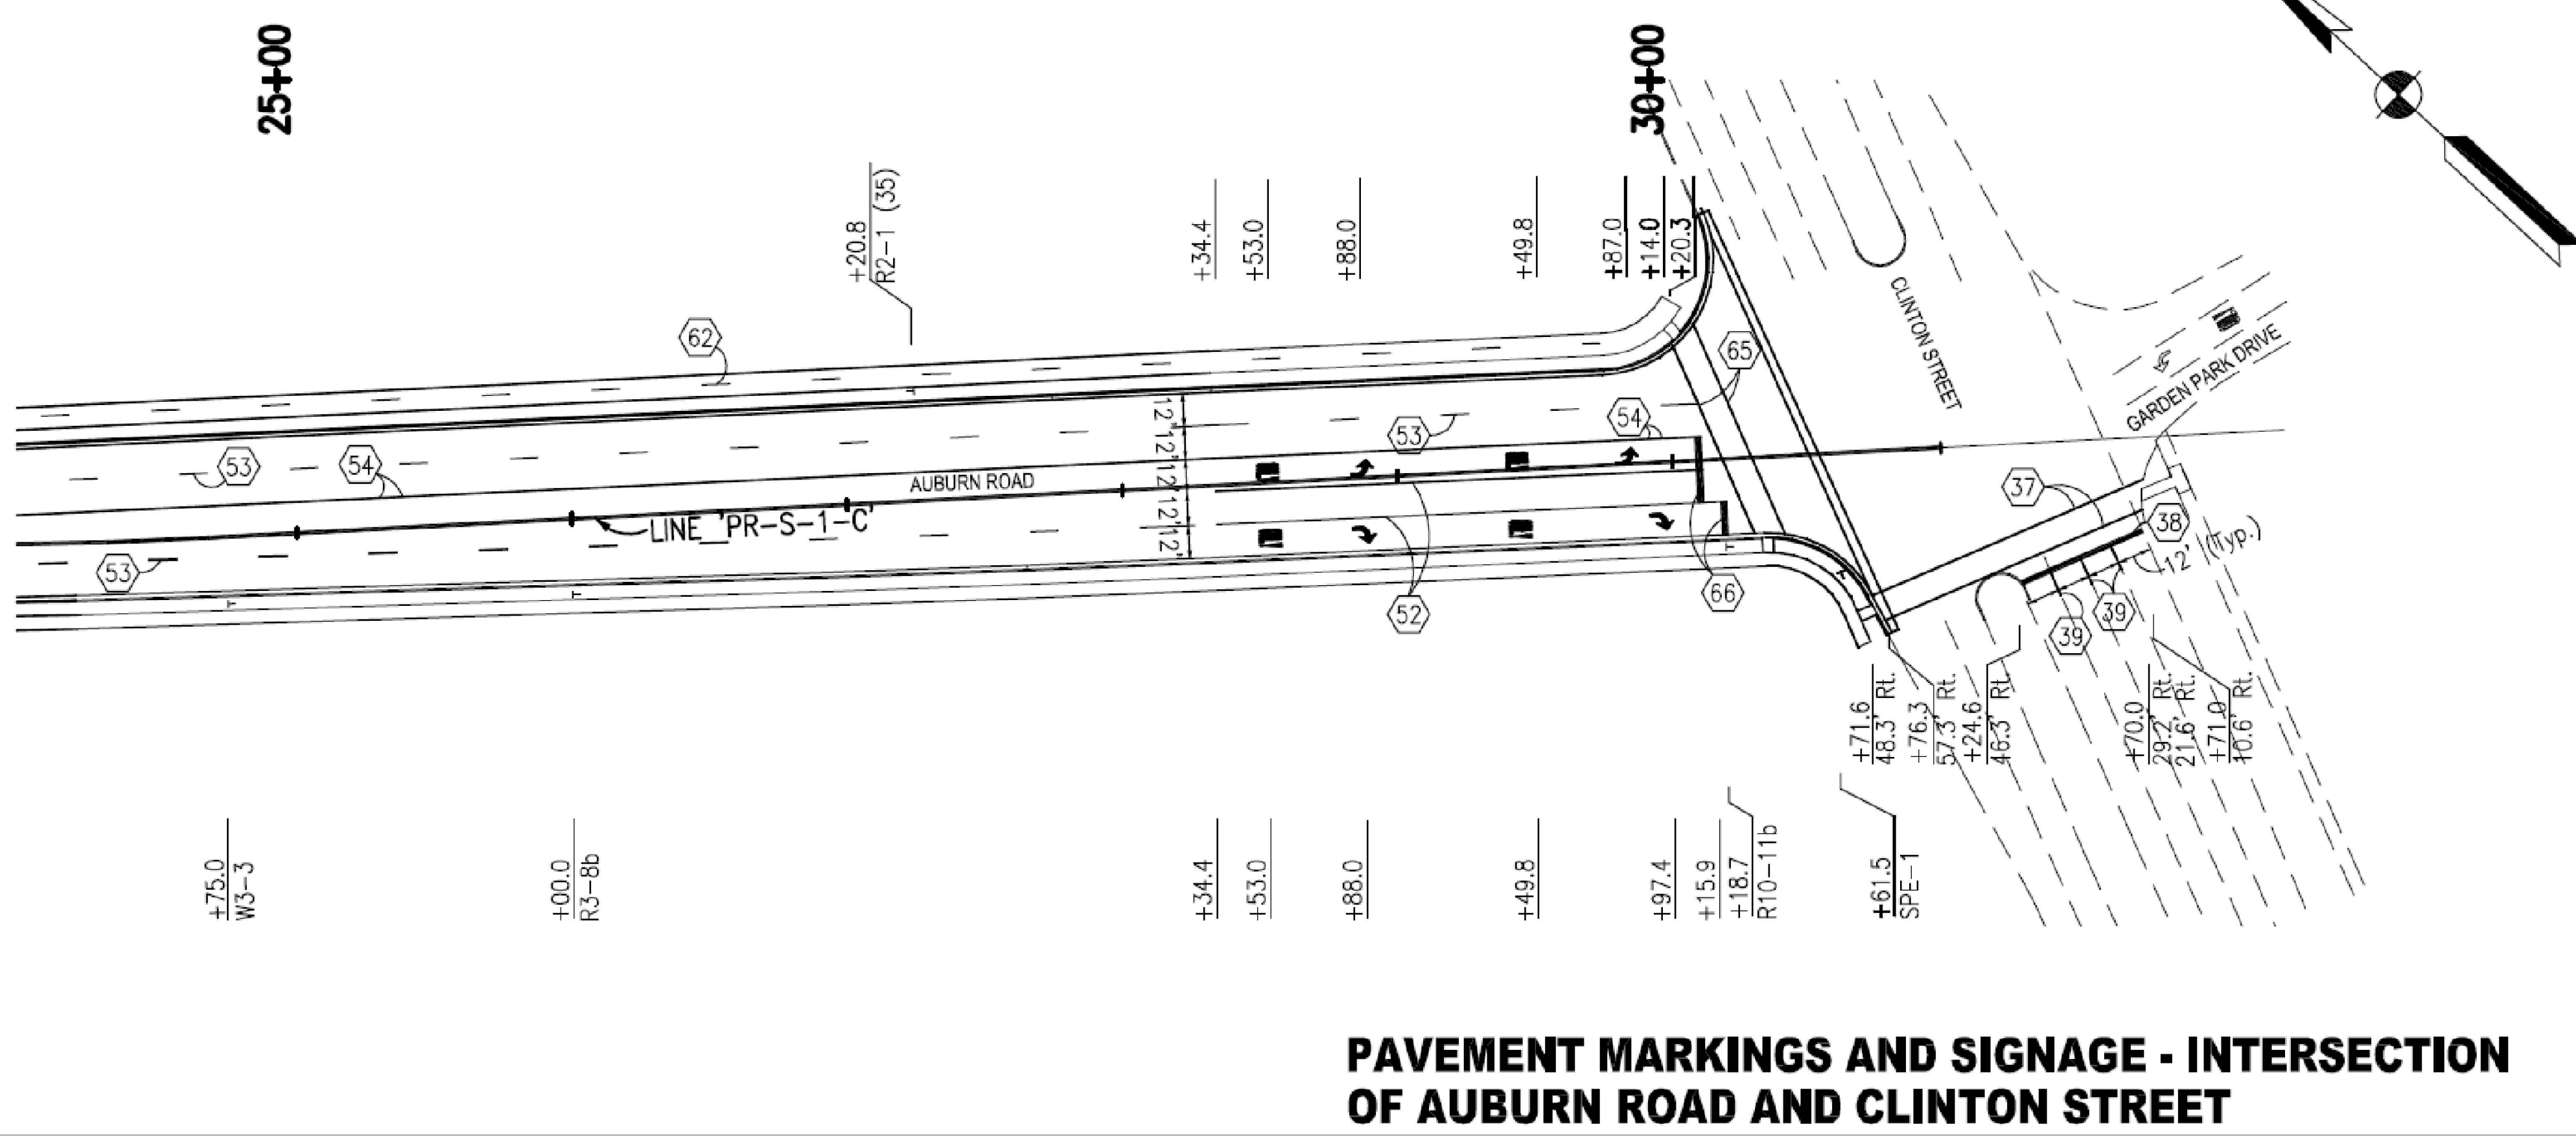 25+00
30+00
+20.8
R2-1 (35)
+34.4
+53.0
+88.0
+49.8
+87.0
+14.0
+20.3
62
65
CLINTON STREET
GARDEN PARK DRIVE
53
54
12'
12'
12'
12'
12'
AUBURN ROAD
53
54
LINE 'PR-S-1-C'
53
52
66
37
38
12' (Typ.)
39
39
+71.6
48.3' Rt.
+76.3
57.3' Rt.
+24.6
46.3' Rt.
+70.0
29.2' Rt.
21.6' Rt.
+71.0
10.6' Rt.
+75.0
W3-3
+00.0
R3-8b
+34.4
+53.0
+88.0
+49.8
+97.4
+15.9
+18.7
R10-11b
+61.5
SPE-1
PAVEMENT MARKINGS AND SIGNAGE - INTERSECTION
OF AUBURN ROAD AND CLINTON STREET